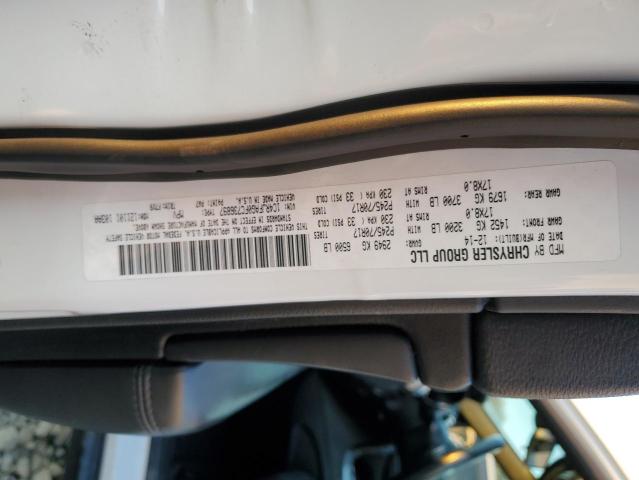 MFD BY CHRYSLER GROUP LLC
DATE OF MFR(BUILT): 12-14 GVWR: 2949 KG 6500 LB
GAWR FRONT: 1452 KG 3200 LB WITH P245/70R17 TIRES
17X8.0 RIMS AT 230 KPA 33 PSI COLD
GAWR REAR: 1679 KG 3700 LB WITH P245/70R17 TIRES
17X8.0 RIMS AT 230 KPA 33 PSI COLD
THIS VEHICLE CONFORMS TO ALL APPLICABLE U.S.A. FEDERAL MOTOR VEHICLE SAFETY
STANDARDS IN EFFECT ON THE DATE OF MANUFACTURE SHOWN ABOVE.
VEHICLE MADE IN U.S.A.